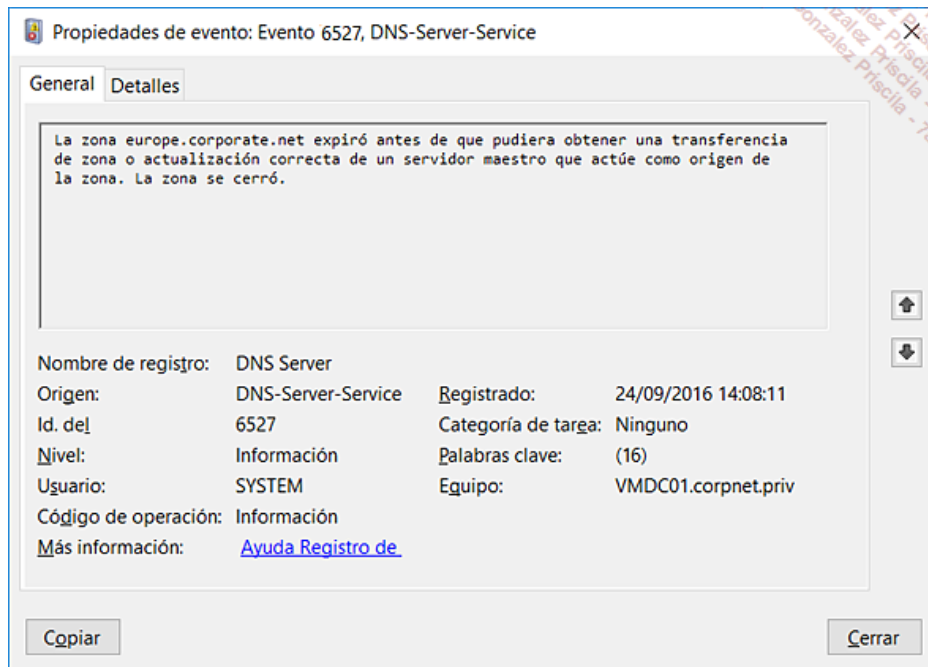 Propiedades de evento: Evento 6527, DNS-Server-Service
General Detalles
La zona europe.corporate.net expiró antes de que pudiera obtener una transferencia
de zona o actualización correcta de un servidor maestro que actúe como origen de
la zona. La zona se cerró.
Nombre de registro: DNS Server
Origen: DNS-Server-Service Registrado: 24/09/2016 14:08:11
Id. del 6527 Categoría de tarea: Ninguno
Nivel: Información Palabras clave: (16)
Usuario: SYSTEM Equipo: VMDC01.corpnet.priv
Código de operación: Información
Más información: Ayuda Registro de
Copiar Cerrar